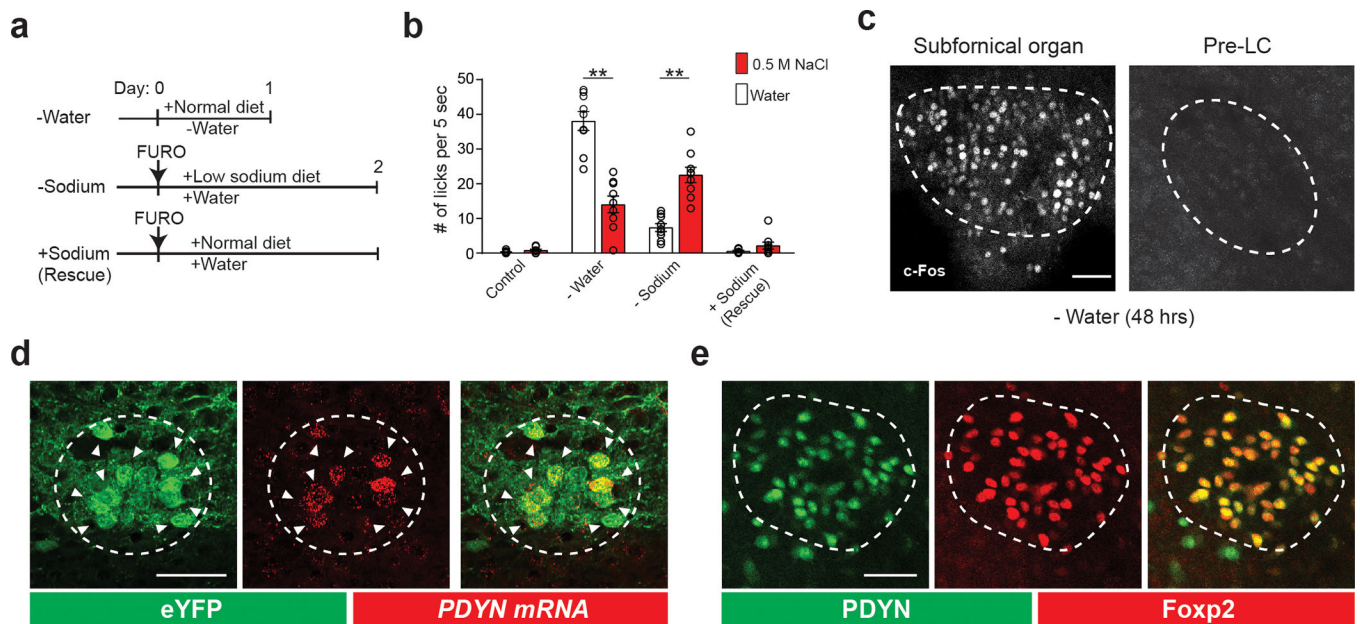 a
Day: 0 1
-Water
+Normal diet
-Water
FURO
2
-Sodium
+Low sodium diet
+Water
FURO
+Sodium
(Rescue)
+Normal diet
+Water
b
0.5 M NaCl
Water
# of licks per 5 sec
50
40
30
20
10
0
**
**
Control
- Water
- Sodium
+ Sodium
(Rescue)
c
Subfornical organ
Pre-LC
c-Fos
- Water (48 hrs)
d
eYFP
PDYN mRNA
e
PDYN
Foxp2